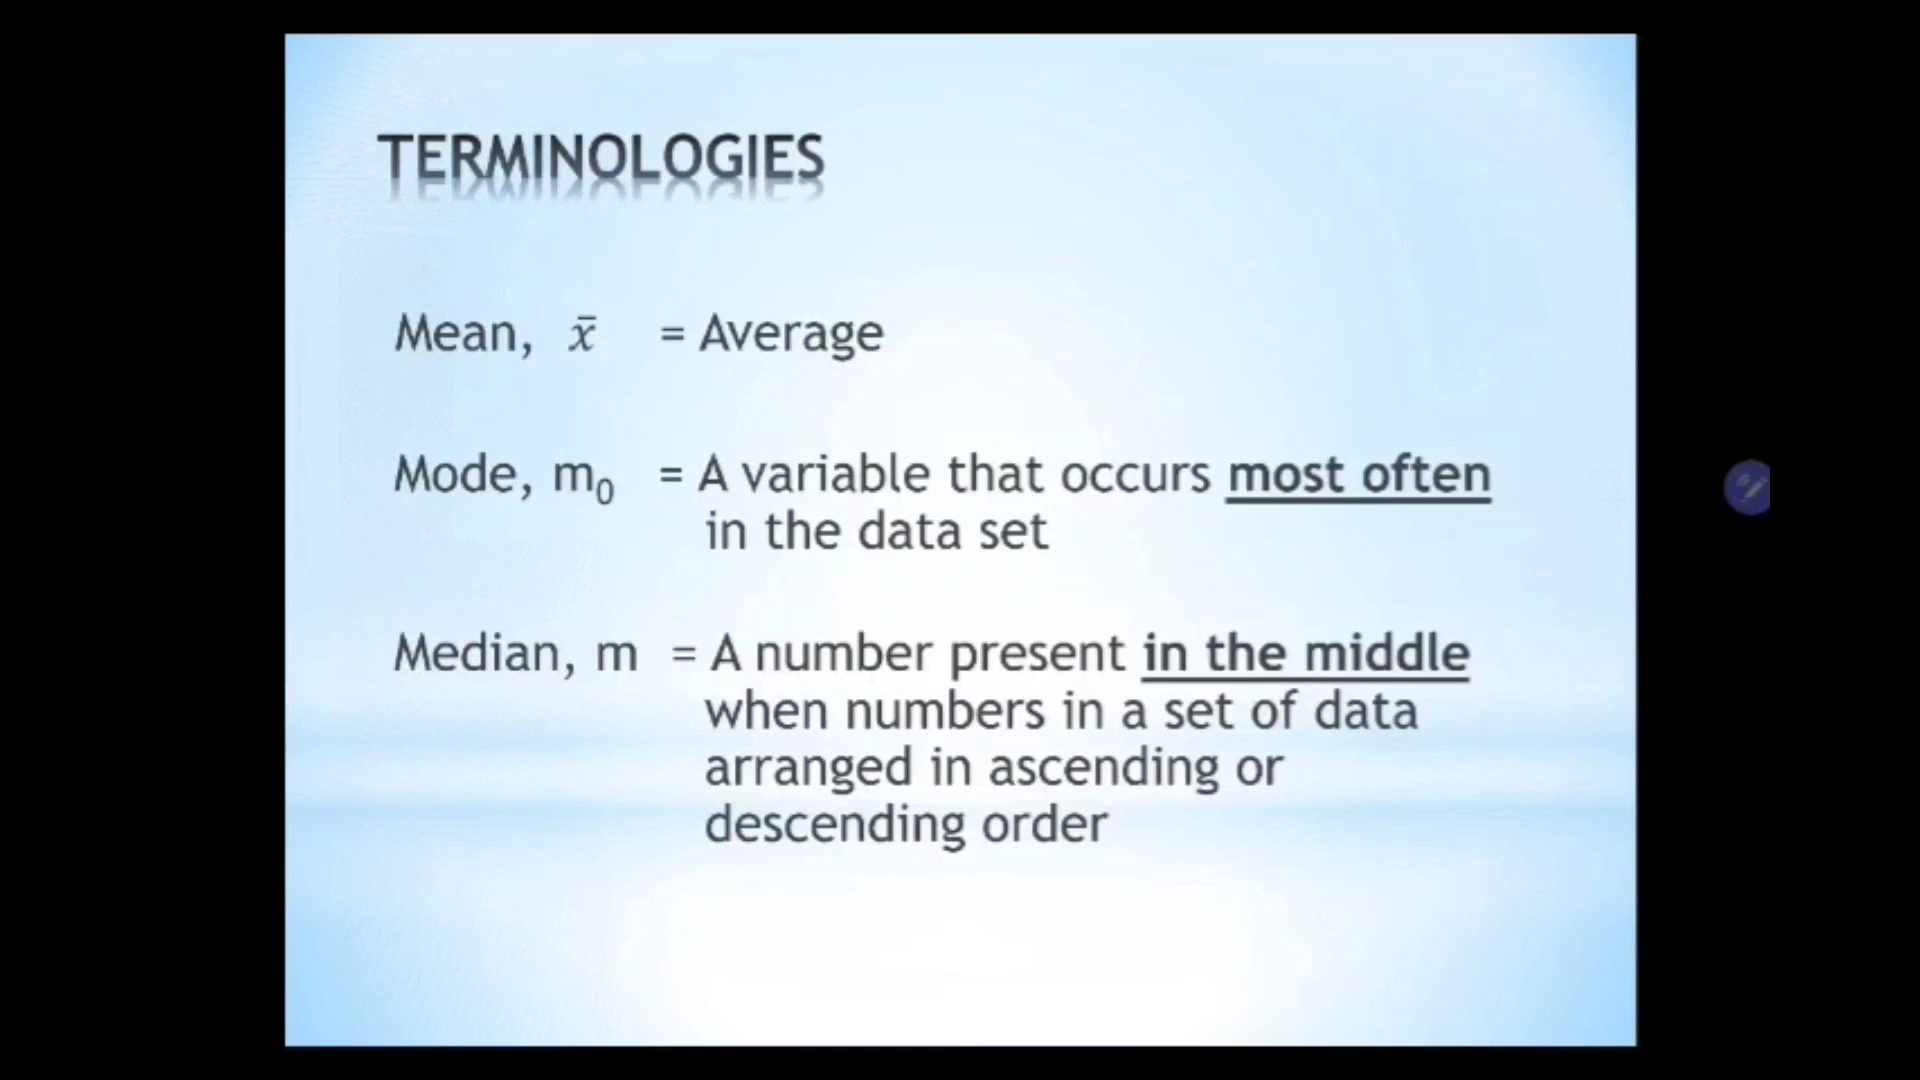 TERMINOLOGIES
Mean, x̄ = Average
Mode, m₀ = A variable that occurs most often
in the data set
Median, m = A number present in the middle
when numbers in a set of data
arranged in ascending or
descending order